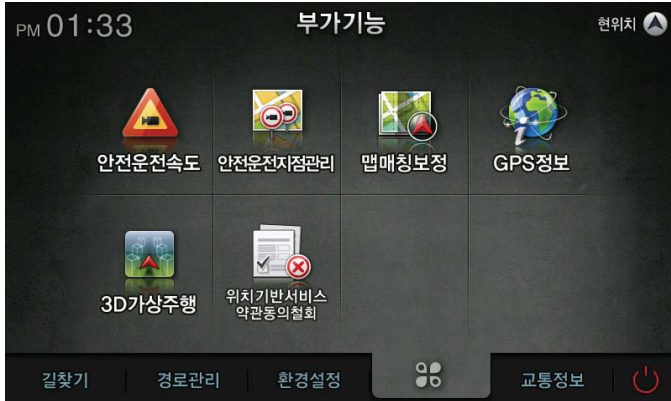 PM 01:33
부가기능
현위치
안전운전속도
안전운전지점관리
맵매칭보정
GPS정보
3D가상주행
위치기반서비스
약관동의철회
길찾기
경로관리
환경설정
교통정보